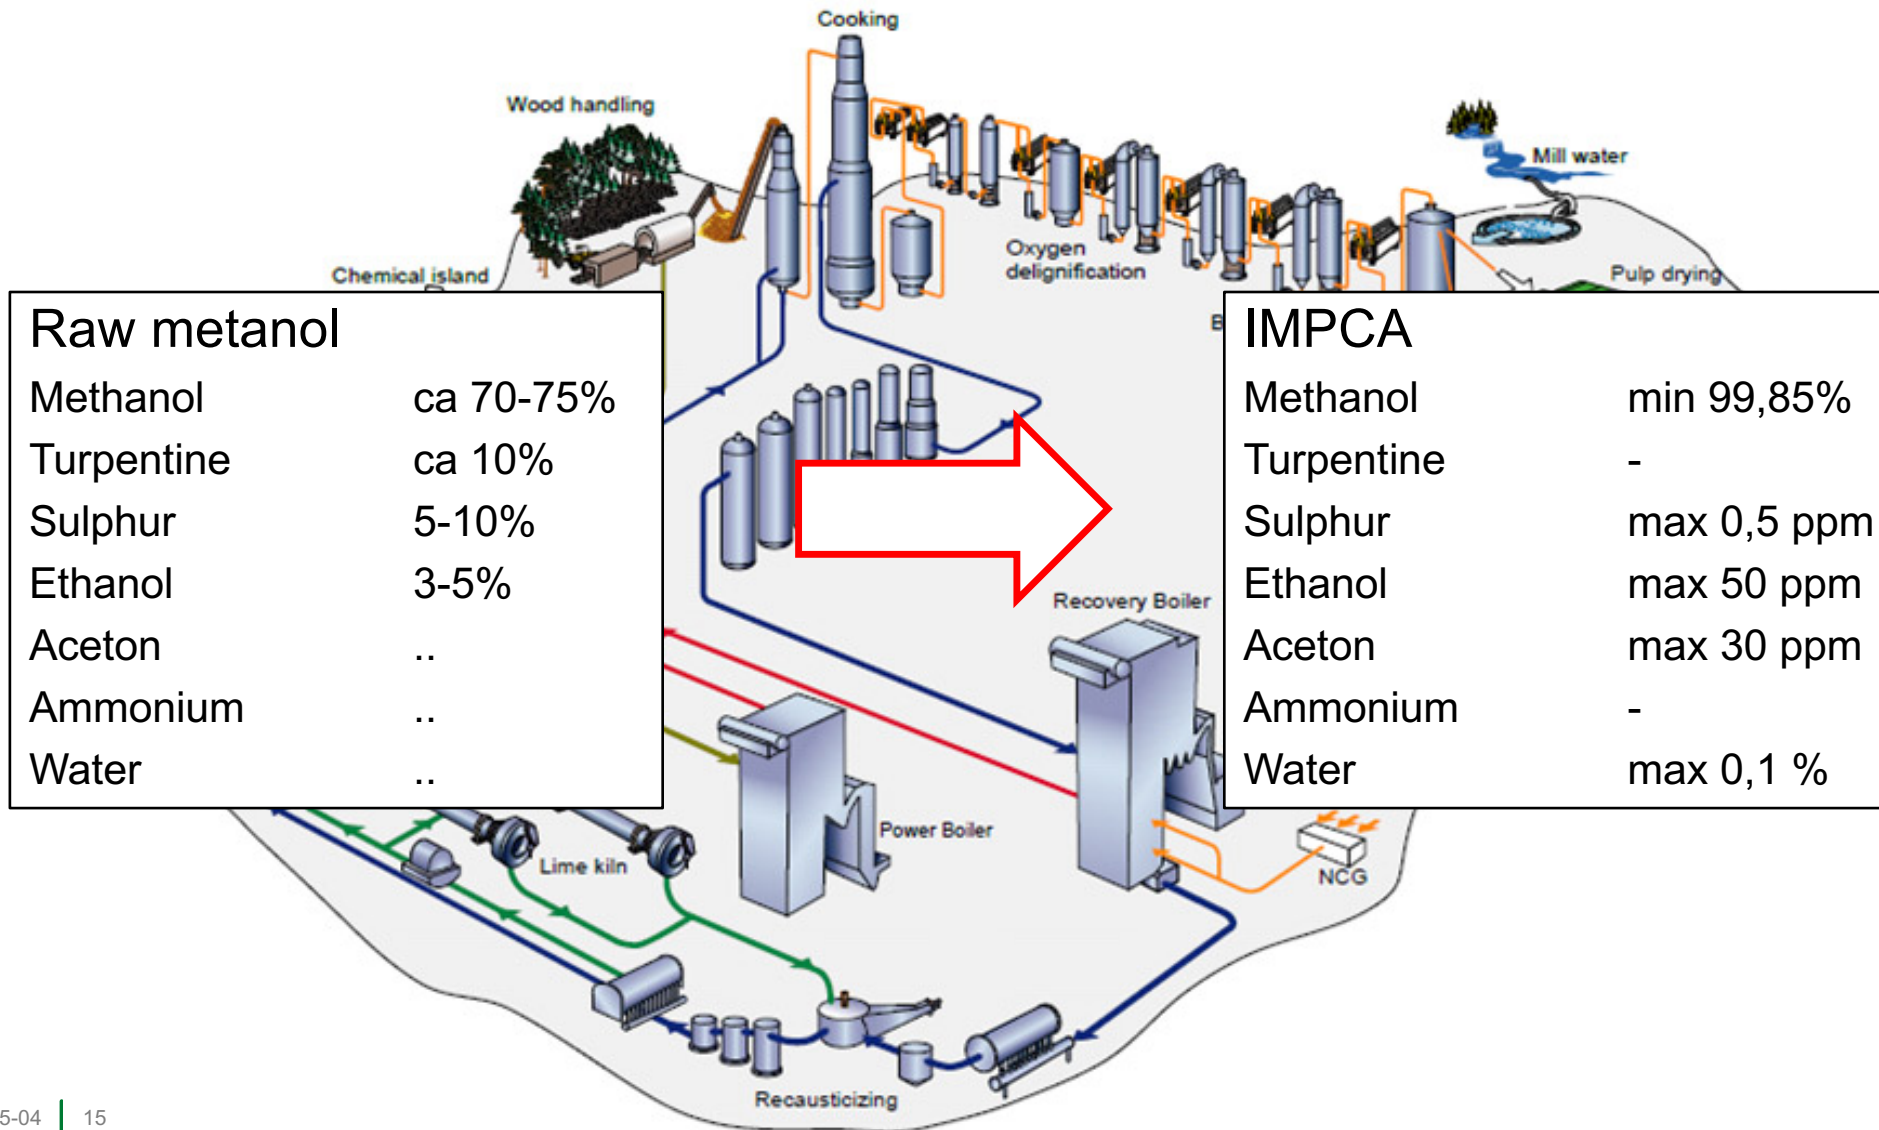 Cooking
Wood handling
Mill water
Oxygen
delignification
Chemical island
Pulp drying
Raw metanol
Methanol ca 70-75%
Turpentine ca 10%
Sulphur 5-10%
Ethanol 3-5%
Aceton ..
Ammonium ..
Water ..
B
IMPCA
Methanol min 99,85%
Turpentine -
Sulphur max 0,5 ppm
Ethanol max 50 ppm
Aceton max 30 ppm
Ammonium -
Water max 0,1 %
Recovery Boiler
Power Boiler
Lime kiln
NCG
Recausticizing
5-04 15